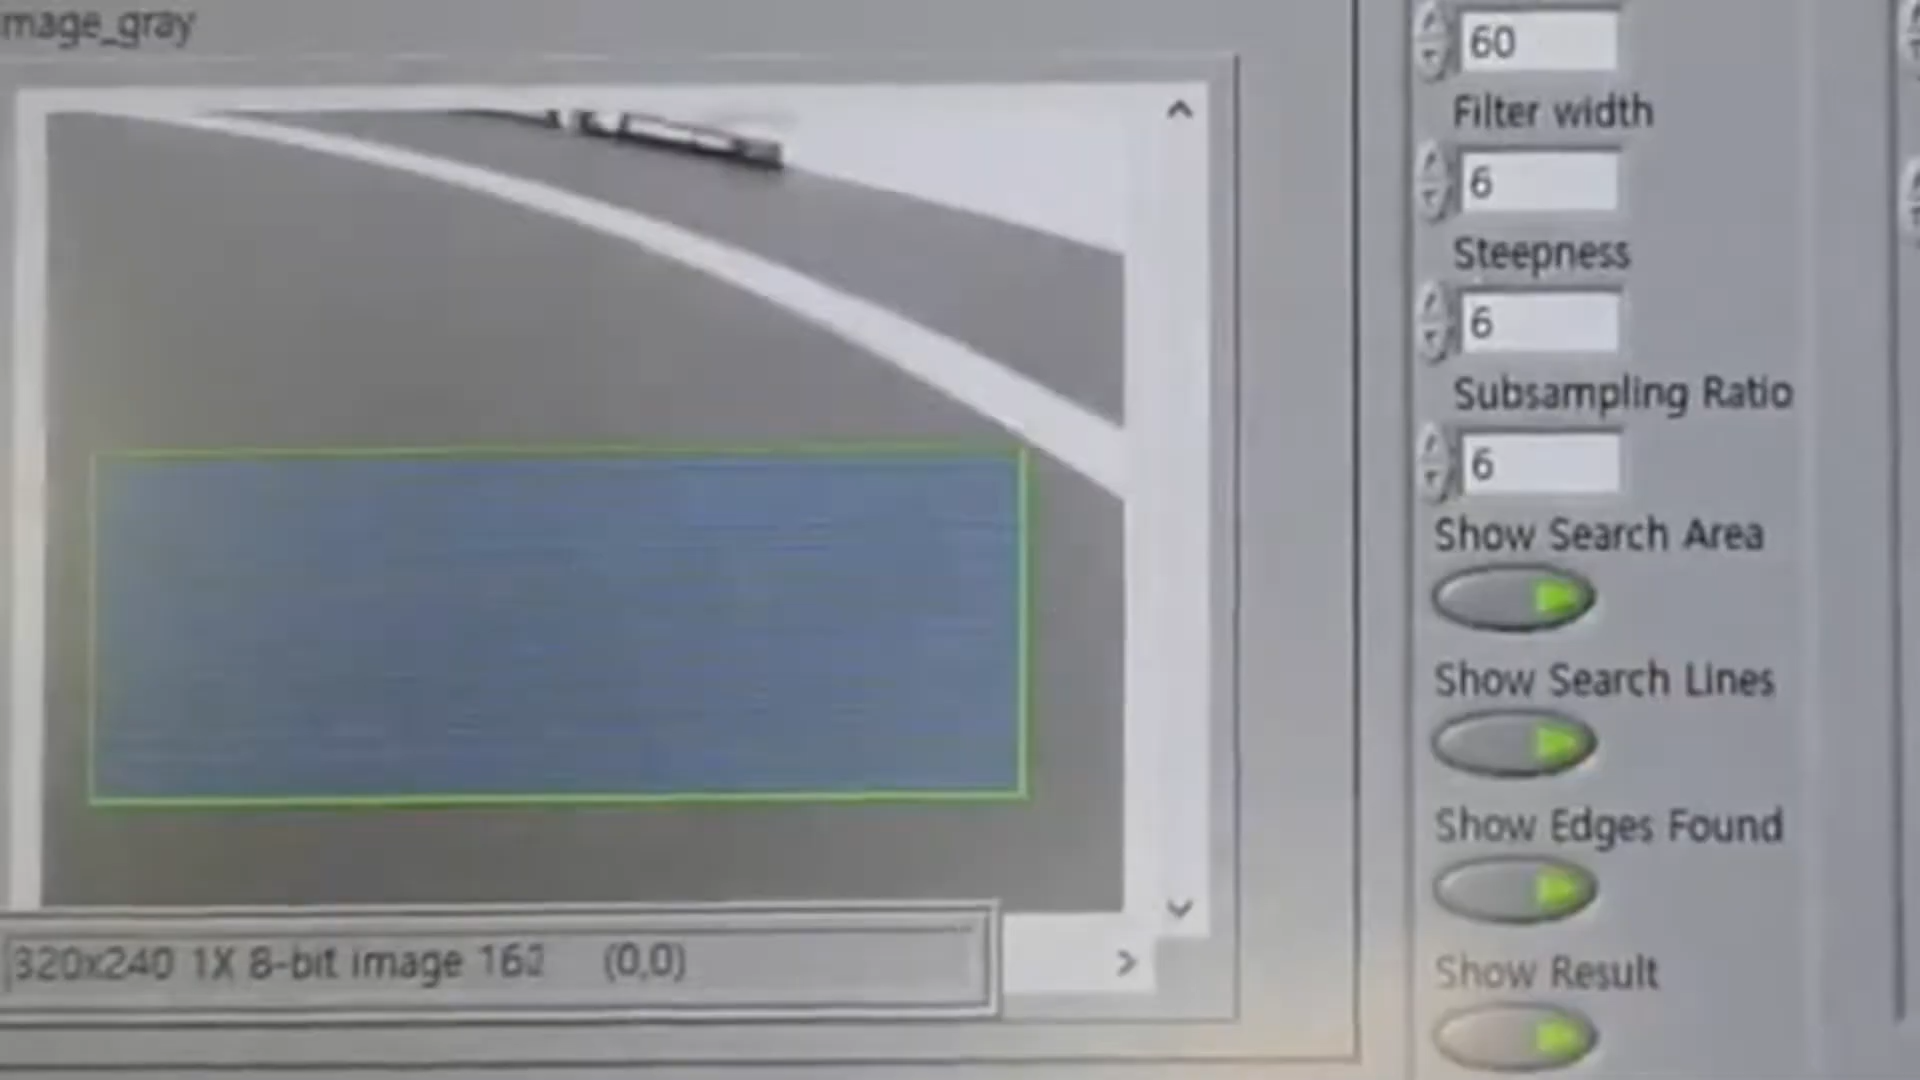 mage_gray
60
Filter width
6
Steepness
6
Subsampling Ratio
6
Show Search Area
Show Search Lines
Show Edges Found
Show Result
320x240 1X 8-bit image 162 (0,0)